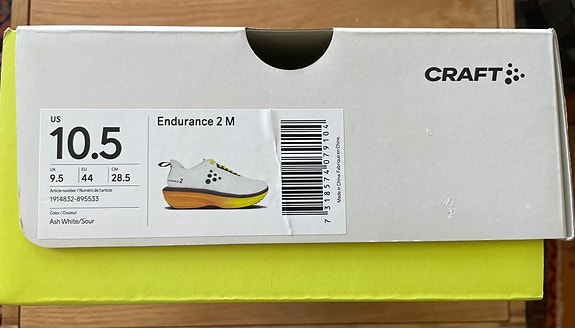 CRAFT
US
10.5
UK EU CM
9.5 44 28.5
Article number / Numéro de l'article
1914832-895533
Color / Couleur
Ash White/Sour
Endurance 2 M
7 318574 079104
Made in China. Fabriqué en Chine.